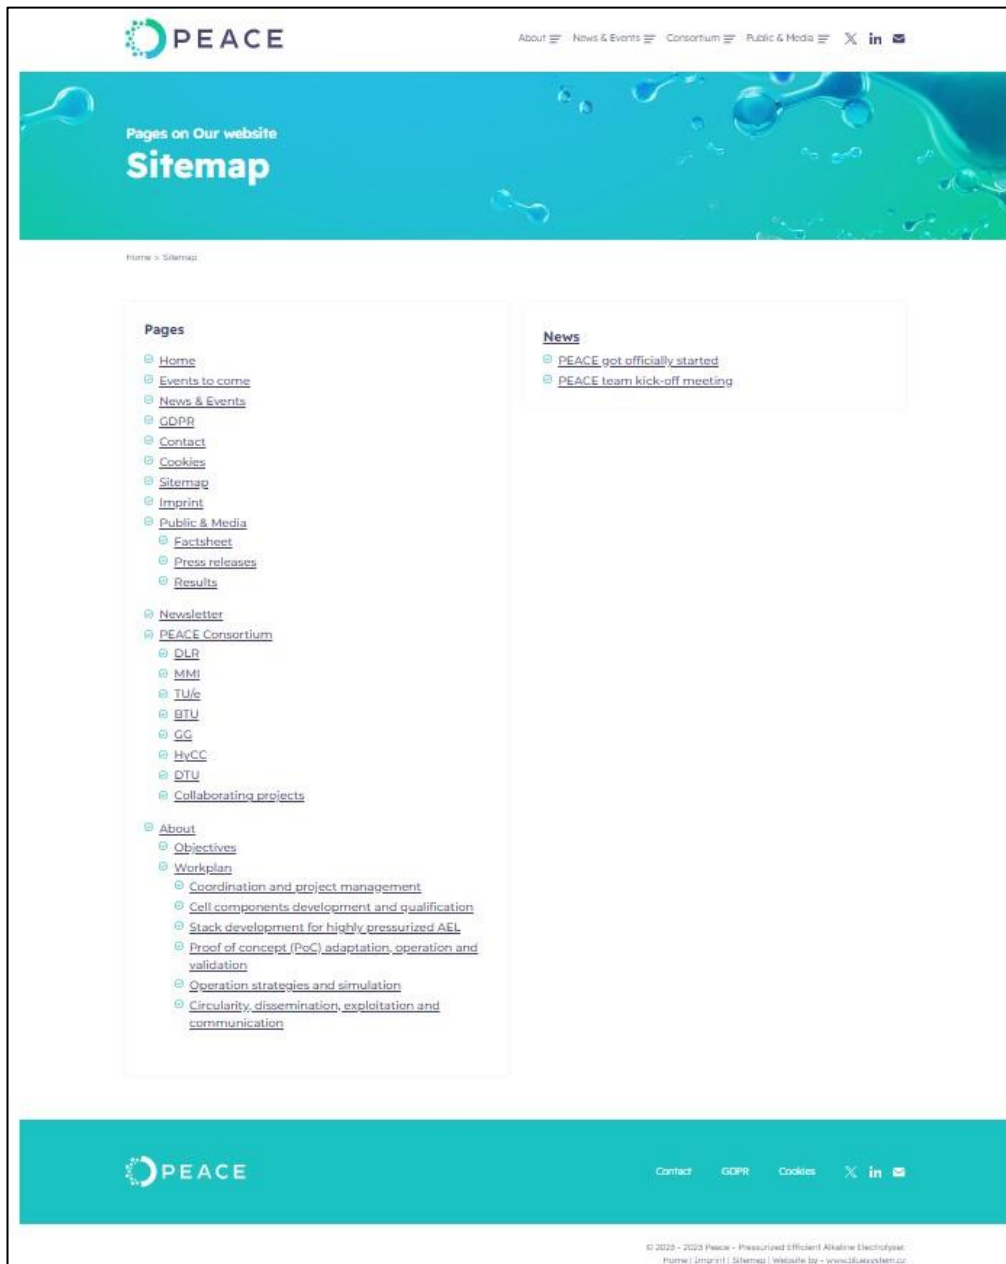 PEACE
About News & Events Consortium Public & Media
Pages on Our website
Sitemap
Home > Sitemap
Pages
Home
Events to come
News & Events
GDPR
Contact
Cookies
Sitemap
Imprint
Public & Media
Factsheet
Press releases
Results
Newsletter
PEACE Consortium
DLR
MMI
TU/e
BTU
GG
HyCC
DTU
Collaborating projects
About
Objectives
Workplan
Coordination and project management
Cell components development and qualification
Stack development for highly pressurized AEL
Proof of concept (PoC) adaptation, operation and
validation
Operation strategies and simulation
Circularity, dissemination, exploitation and
communication
News
PEACE got officially started
PEACE team kick-off meeting
PEACE
Contact GDPR Cookies
© 2023 - 2023 Peace - Pressurized Efficient Alkaline Electrolyser.
Home | Imprint | Sitemap | Website by - www.bluesystem.cz